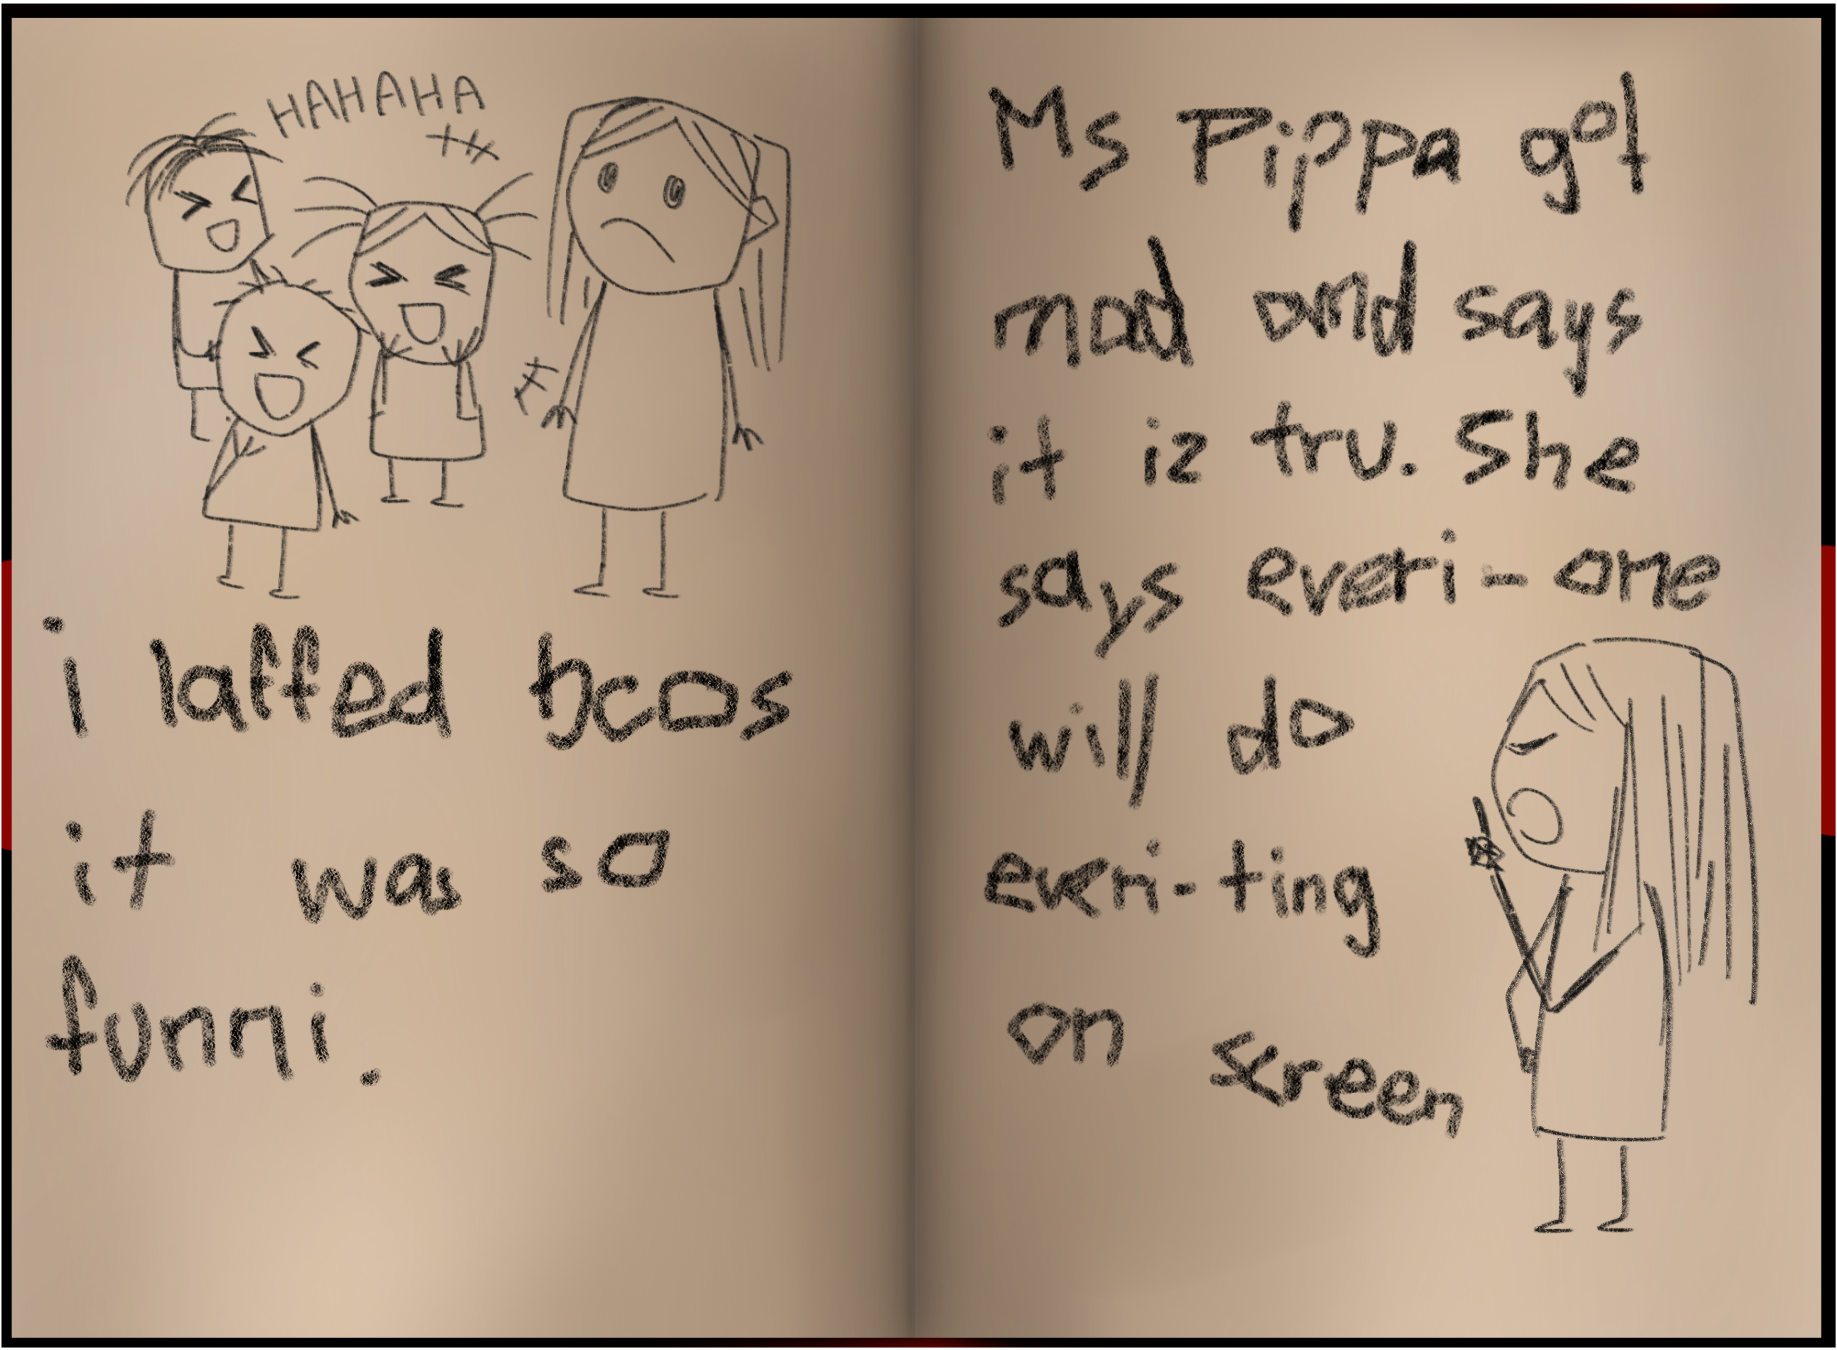 HAHAHA
i laffed bcos
it was so
funni.
Ms Pippa got
mad and says
it iz tru. She
says everi-one
will do
everi-ting
on screen